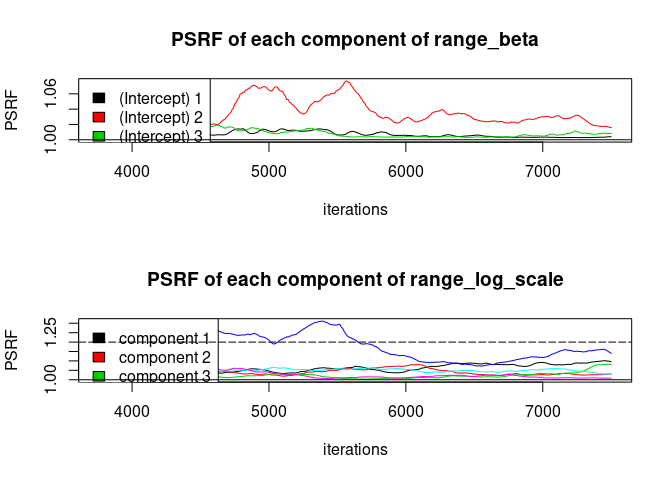 PSRF of each component of range_beta
PSRF
1.06
1.00
(Intercept) 1
(Intercept) 2
(Intercept) 3
4000 5000 6000 7000
iterations
PSRF of each component of range_log_scale
PSRF
1.25
1.00
component 1
component 2
component 3
4000 5000 6000 7000
iterations